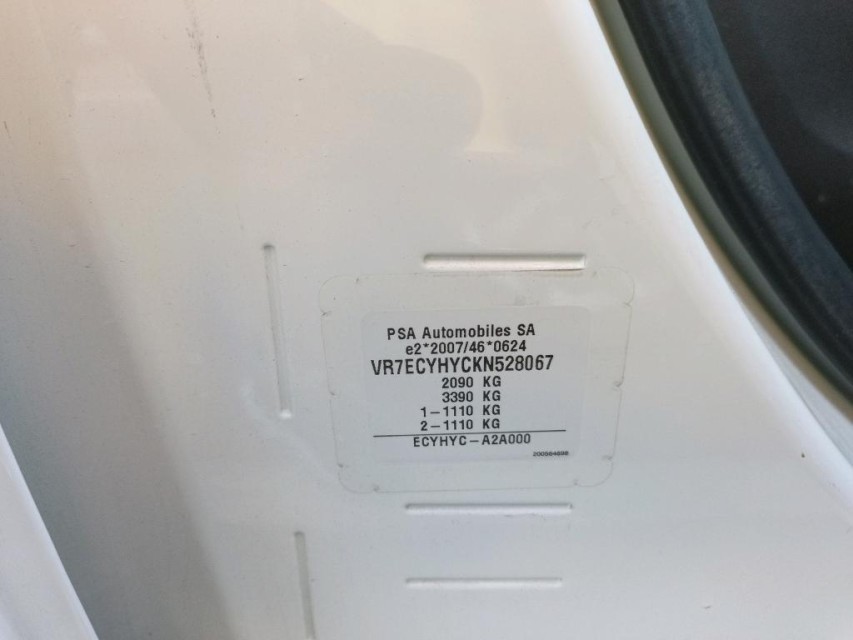 PSA Automobiles SA
e2*2007/46*0624
VR7ECYHYCKN528067
2090 KG
3390 KG
1-1110 KG
2-1110 KG
ECYHYC-A2A000